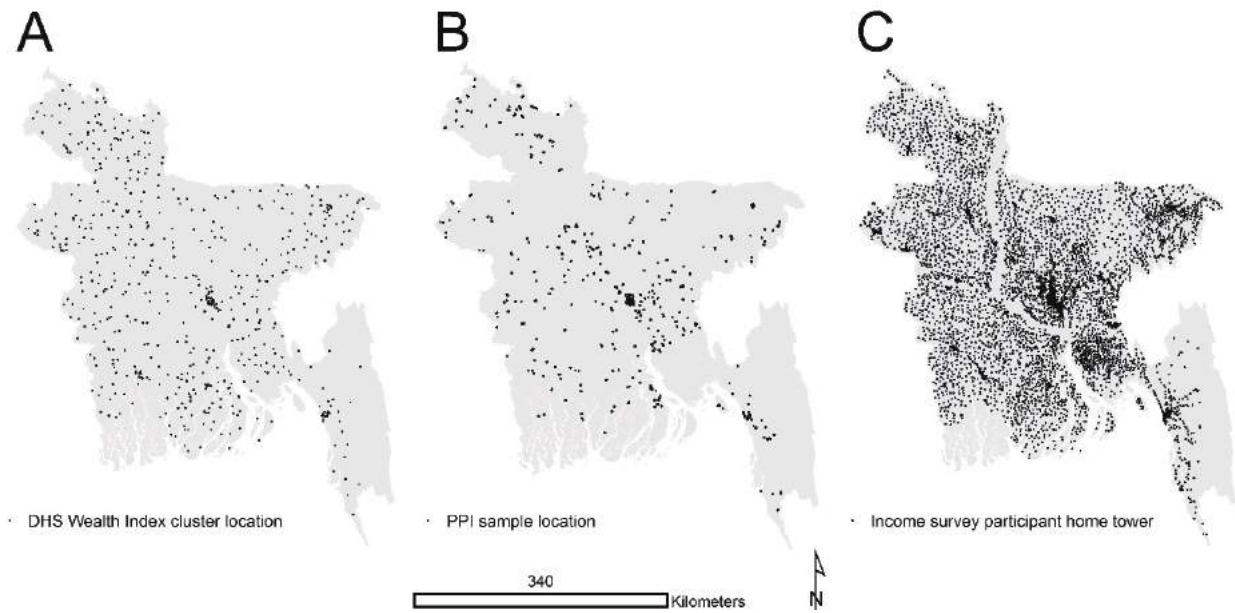 A
B
C
DHS Wealth Index cluster location
PPI sample location
Income survey participant home tower
340
Kilometers
N